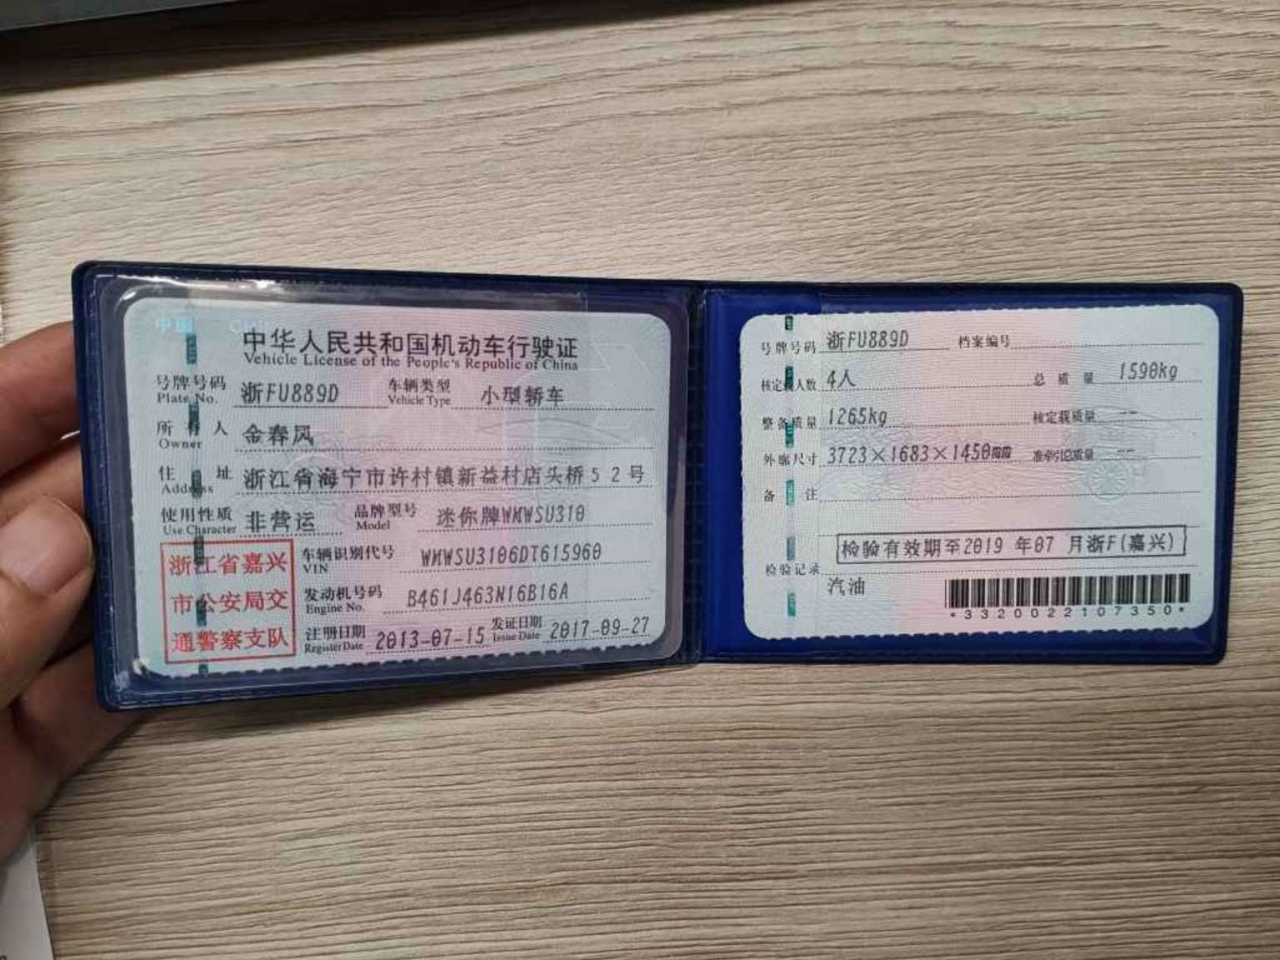 中华人民共和国机动车行驶证
Vehicle License of the People's Republic of China
号牌号码 浙FU889D 车辆类型 小型轿车
Plate No. Vehicle Type
所有人 金春凤
Owner
住址 浙江省海宁市许村镇新益村店头桥52号
Address
使用性质 非营运 品牌型号 迷你牌WMWSU310
Use Character Model
浙江省嘉兴
市公安局交
通警察支队
车辆识别代号 WMWSU3106DT615960
VIN
发动机号码 B461J463N16B16A
Engine No.
注册日期 2013-07-15 发证日期 2017-09-27
Register Date Issue Date
号牌号码 浙FU889D 档案编号
核定载人数 4人 总质量 1590kg
整备质量 1265kg 核定载质量 --
外廓尺寸 3723×1683×1450mm 准牵引总质量 --
备注
检验有效期至2019 年07 月浙F(嘉兴)
检验记录
汽油
*3320022107350*